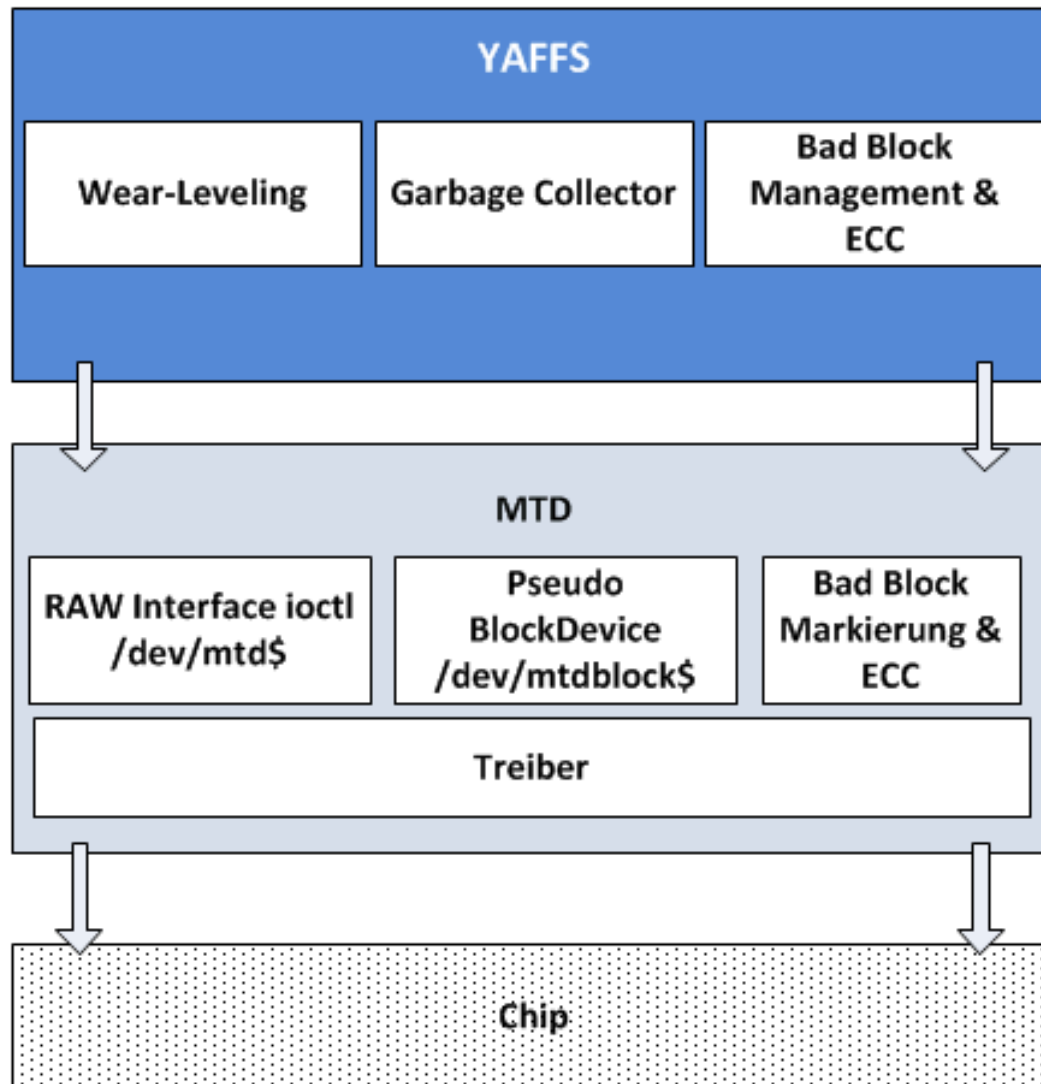 YAFFS
Wear-Leveling
Garbage Collector
Bad Block
Management &
ECC
MTD
RAW Interface ioctl
/dev/mtd$
Pseudo
BlockDevice
/dev/mtdblock$
Bad Block
Markierung &
ECC
Treiber
Chip